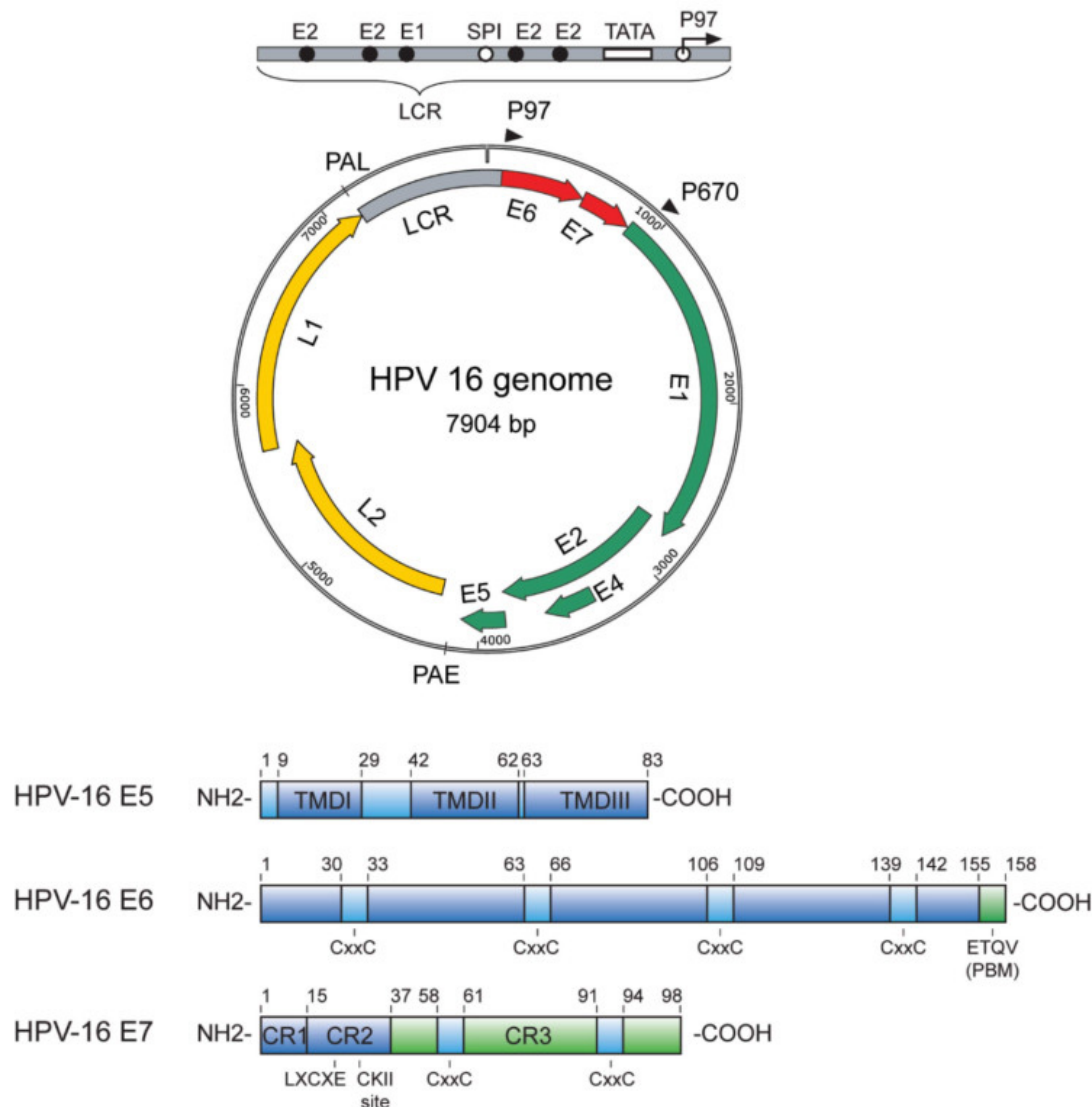 E2 E2 E1 SPI E2 E2 TATA P97
LCR
P97
PAL
P670
LCR
E6
E7
1000
7000
L1
E1
HPV 16 genome
7904 bp
6000
2000
L2
E2
5000
E5
E4
3000
4000
PAE
1 9 29 42 62 63 83
HPV-16 E5 NH2- TMDI TMDII TMDIII -COOH
1 30 33 63 66 106 109 139 142 155 158
HPV-16 E6 NH2- -COOH
CxxC CxxC CxxC CxxC ETQV
(PBM)
1 15 37 58 61 91 94 98
HPV-16 E7 NH2- CR1 CR2 CR3 -COOH
LXCXE CKII CxxC CxxC
site